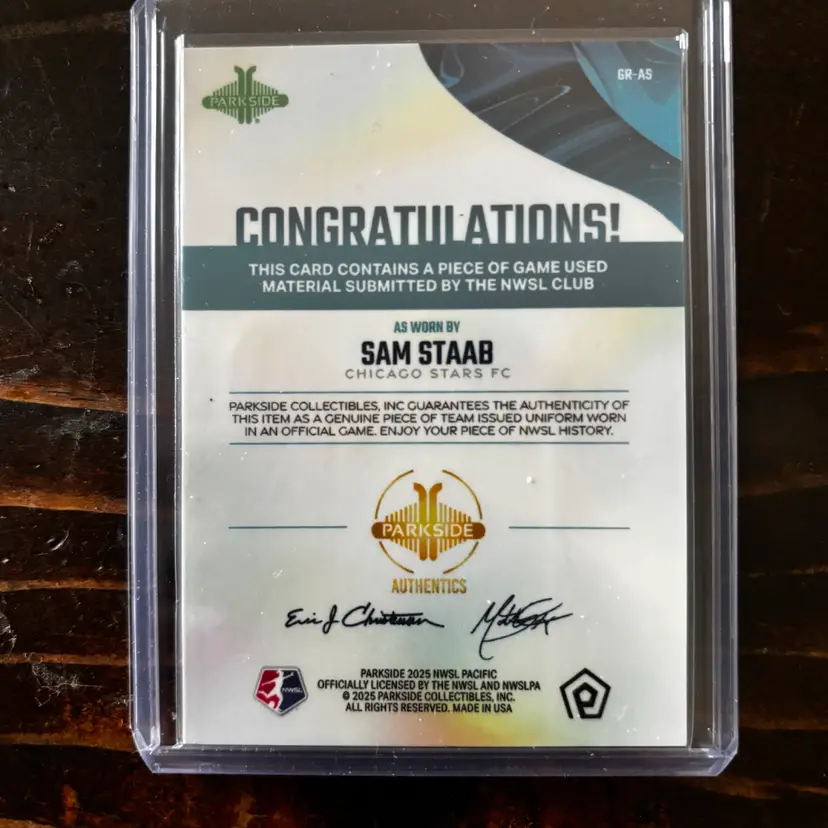 PARKSIDE
GR-AS
CONGRATULATIONS!
THIS CARD CONTAINS A PIECE OF GAME USED
MATERIAL SUBMITTED BY THE NWSL CLUB
AS WORN BY
SAM STAAB
CHICAGO STARS FC
PARKSIDE COLLECTIBLES, INC GUARANTEES THE AUTHENTICITY OF
THIS ITEM AS A GENUINE PIECE OF TEAM ISSUED UNIFORM WORN
IN AN OFFICIAL GAME. ENJOY YOUR PIECE OF NWSL HISTORY.
PARKSIDE
AUTHENTICS
Eric J Christensen
NWSL
PARKSIDE 2025 NWSL PACIFIC
OFFICIALLY LICENSED BY THE NWSL AND NWSLPA
© 2025 PARKSIDE COLLECTIBLES, INC.
ALL RIGHTS RESERVED. MADE IN USA